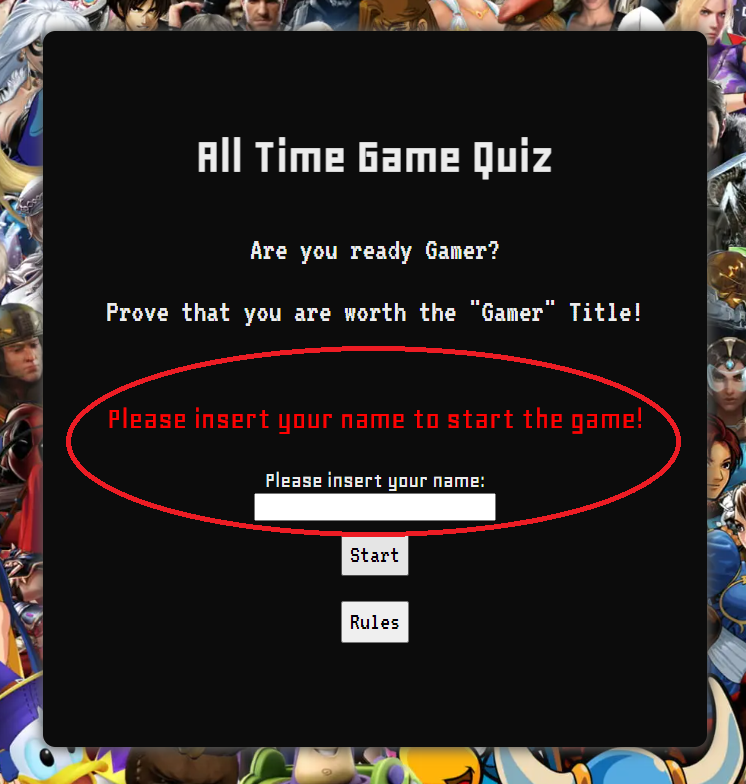 All Time Game Quiz
Are you ready Gamer?
Prove that you are worth the "Gamer" Title!
Please insert your name to start the game!
Please insert your name:
Start
Rules